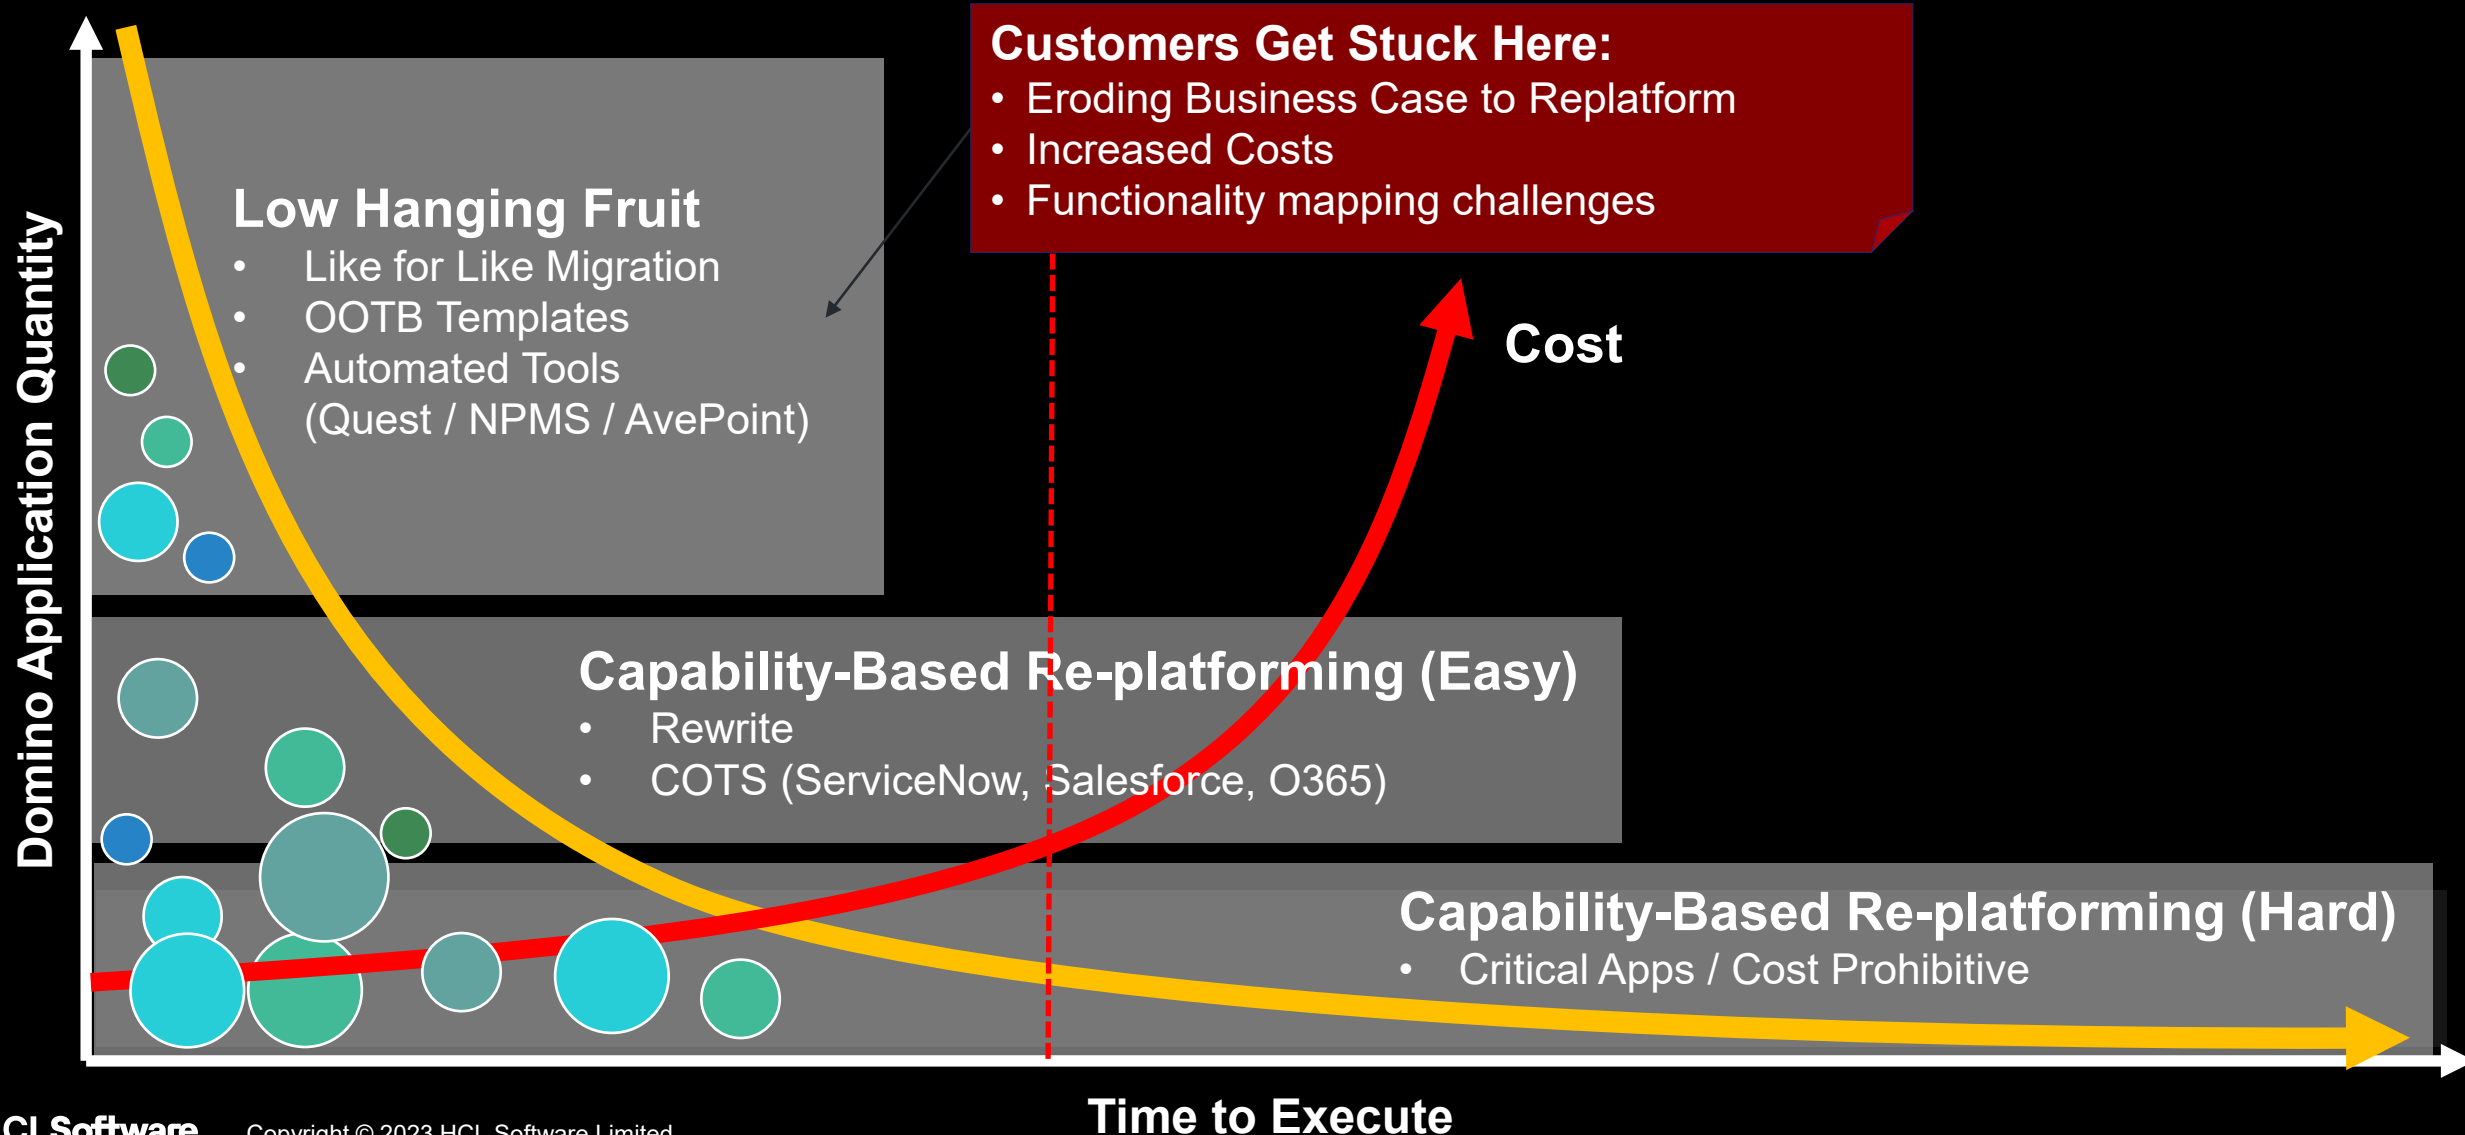 Customers Get Stuck Here:
• Eroding Business Case to Replatform
• Increased Costs
• Functionality mapping challenges
Low Hanging Fruit
• Like for Like Migration
• OOTB Templates
• Automated Tools
(Quest / NPMS / AvePoint)
Cost
Domino Application Quantity
Capability-Based Re-platforming (Easy)
• Rewrite
• COTS (ServiceNow, Salesforce, O365)
Capability-Based Re-platforming (Hard)
• Critical Apps / Cost Prohibitive
Time to Execute
CLSoftware
Copyright © 2023 HCL Software Limited